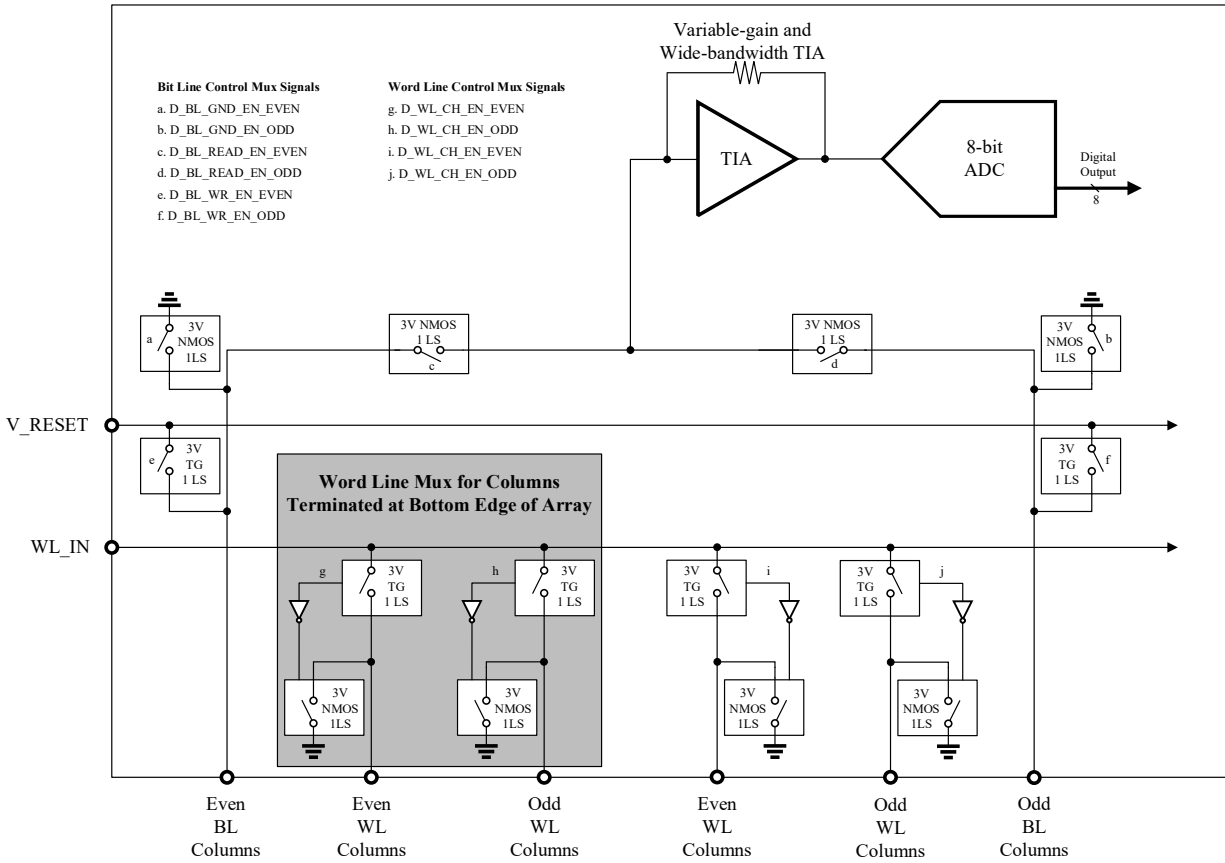 Variable-gain and
Wide-bandwidth TIA
Bit Line Control Mux Signals
a. D_BL_GND_EN_EVEN
b. D_BL_GND_EN_ODD
c. D_BL_READ_EN_EVEN
d. D_BL_READ_EN_ODD
e. D_BL_WR_EN_EVEN
f. D_BL_WR_EN_ODD
Word Line Control Mux Signals
g. D_WL_CH_EN_EVEN
h. D_WL_CH_EN_ODD
i. D_WL_CH_EN_EVEN
j. D_WL_CH_EN_ODD
TIA
8-bit
ADC
Digital
Output
8
a
3V
NMOS
1LS
3V NMOS
1 LS
c
3V NMOS
1 LS
d
3V
NMOS
1LS
b
V_RESET
e
3V
TG
1 LS
3V
TG
1 LS
f
Word Line Mux for Columns
Terminated at Bottom Edge of Array
WL_IN
g
3V
TG
1 LS
h
3V
TG
1 LS
3V
TG
1 LS
i
3V
TG
1 LS
j
3V
NMOS
1LS
3V
NMOS
1LS
3V
NMOS
1LS
3V
NMOS
1LS
Even
BL
Columns
Even
WL
Columns
Odd
WL
Columns
Even
WL
Columns
Odd
WL
Columns
Odd
BL
Columns